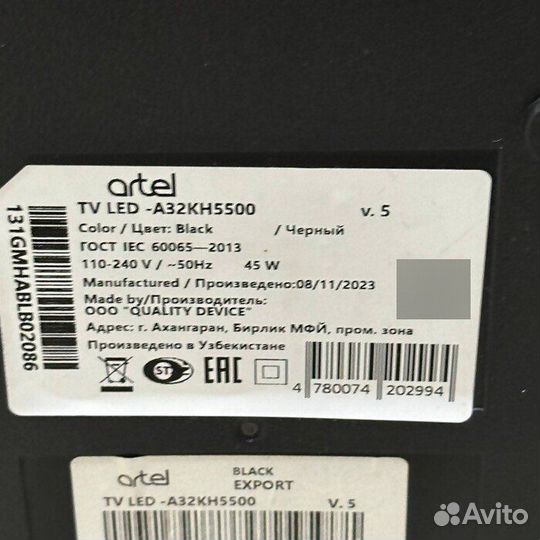 artel
TV LED -A32KH5500 v. 5
Color / Цвет: Black / Черный
ГОСТ IEC 60065—2013
110-240 V / ~50Hz 45 W
Manufactured / Произведено:08/11/2023
Made by/Производитель:
ООО "QUALITY DEVICE"
Адрес: г. Ахангаран, Бирлик МФЙ, пром. зона
Произведено в Узбекистане
ST
EAC
4 780074 202994
131GMHABLB02086
artel BLACK
EXPORT
TV LED -A32KH5500 V. 5
Avito